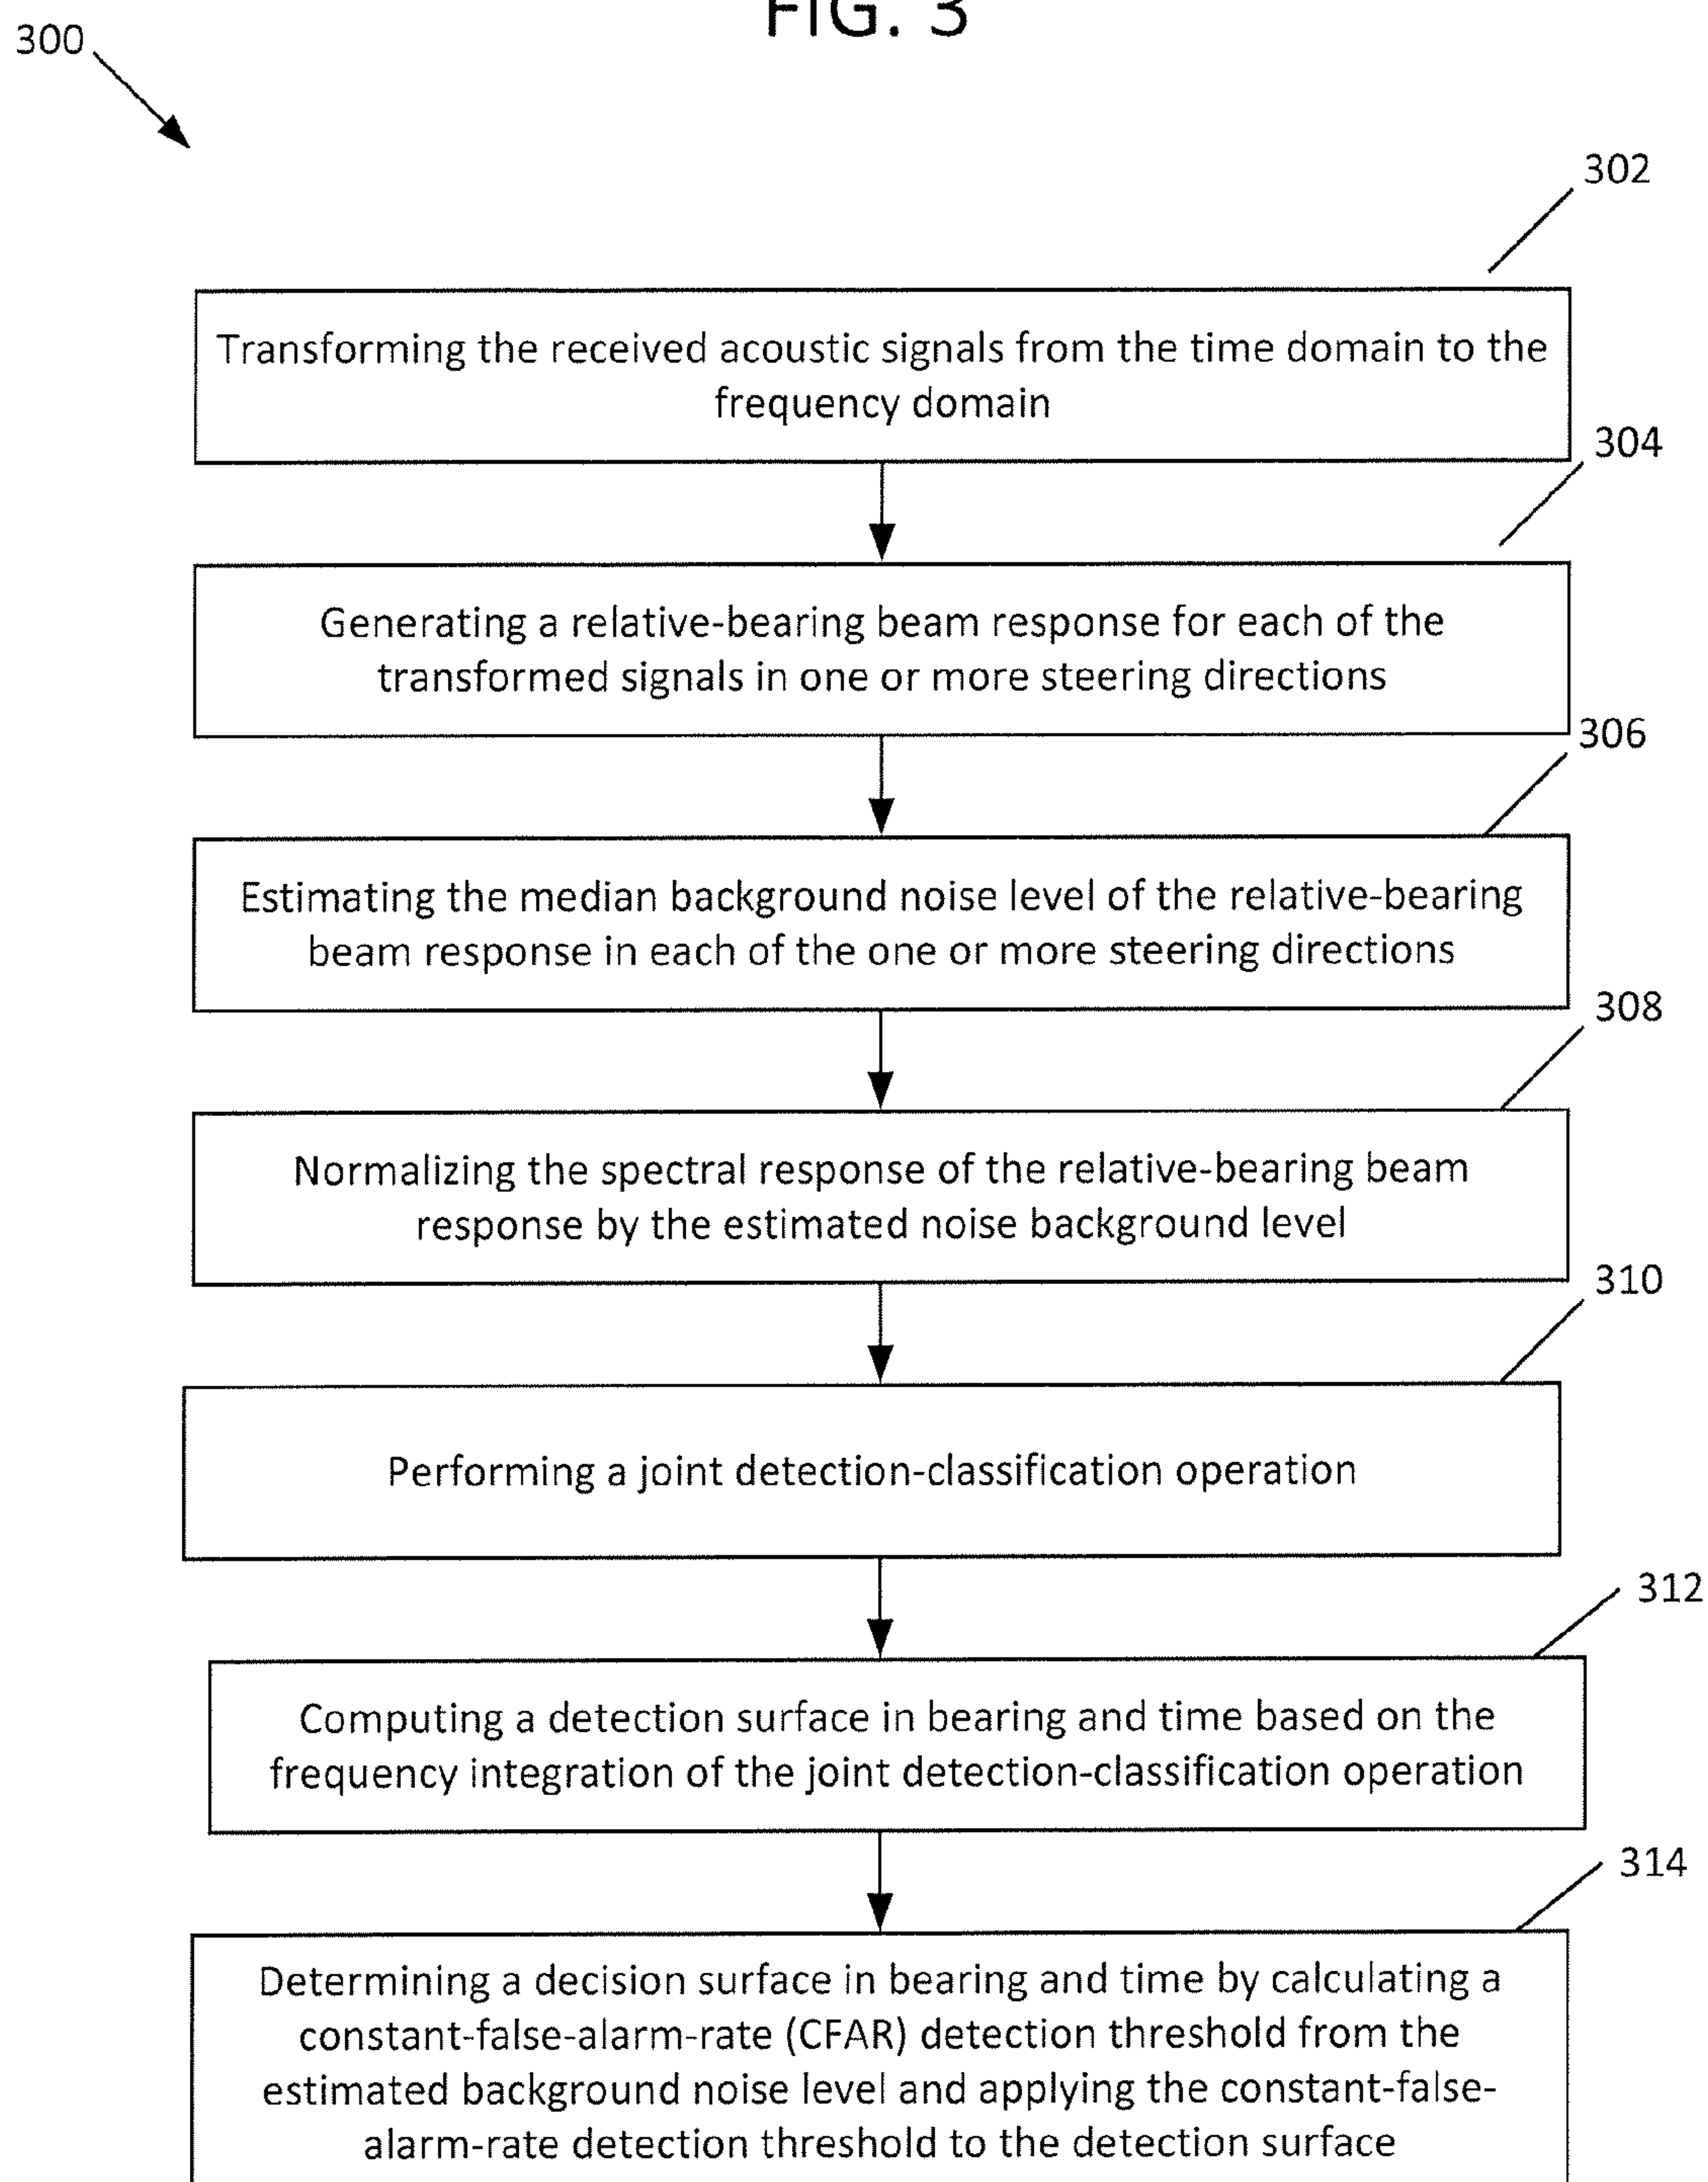 FIG. 3
300
302
Transforming the received acoustic signals from the time domain to the
frequency domain
304
Generating a relative-bearing beam response for each of the
transformed signals in one or more steering directions
306
Estimating the median background noise level of the relative-bearing
beam response in each of the one or more steering directions
308
Normalizing the spectral response of the relative-bearing beam
response by the estimated noise background level
310
Performing a joint detection-classification operation
312
Computing a detection surface in bearing and time based on the
frequency integration of the joint detection-classification operation
314
Determining a decision surface in bearing and time by calculating a
constant-false-alarm-rate (CFAR) detection threshold from the
estimated background noise level and applying the constant-false-
alarm-rate detection threshold to the detection surface